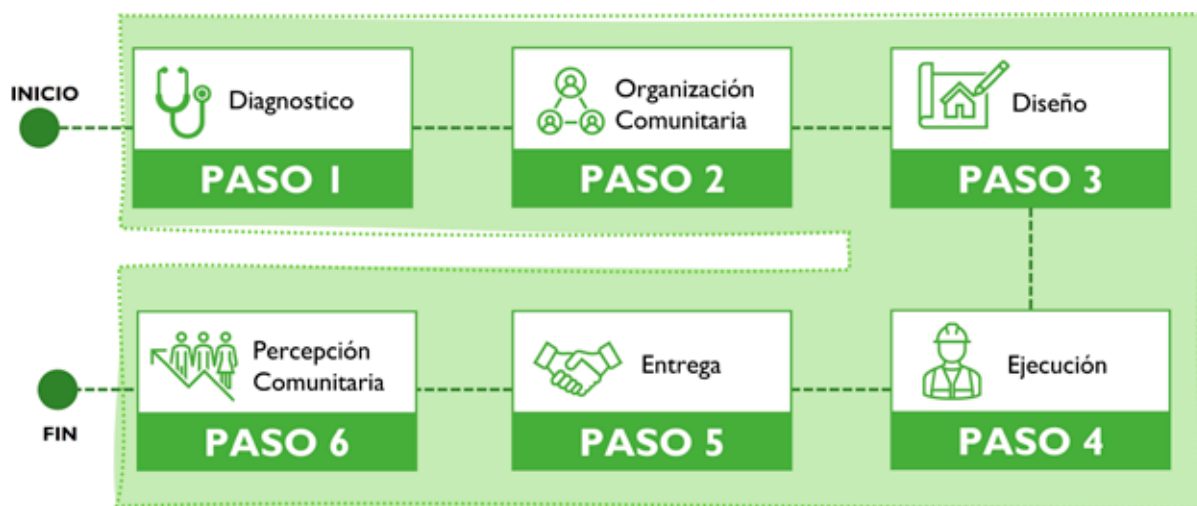 INICIO
Diagnostico
PASO 1
Organización
Comunitaria
PASO 2
Diseño
PASO 3
Ejecución
PASO 4
Entrega
PASO 5
Percepción
Comunitaria
PASO 6
FIN